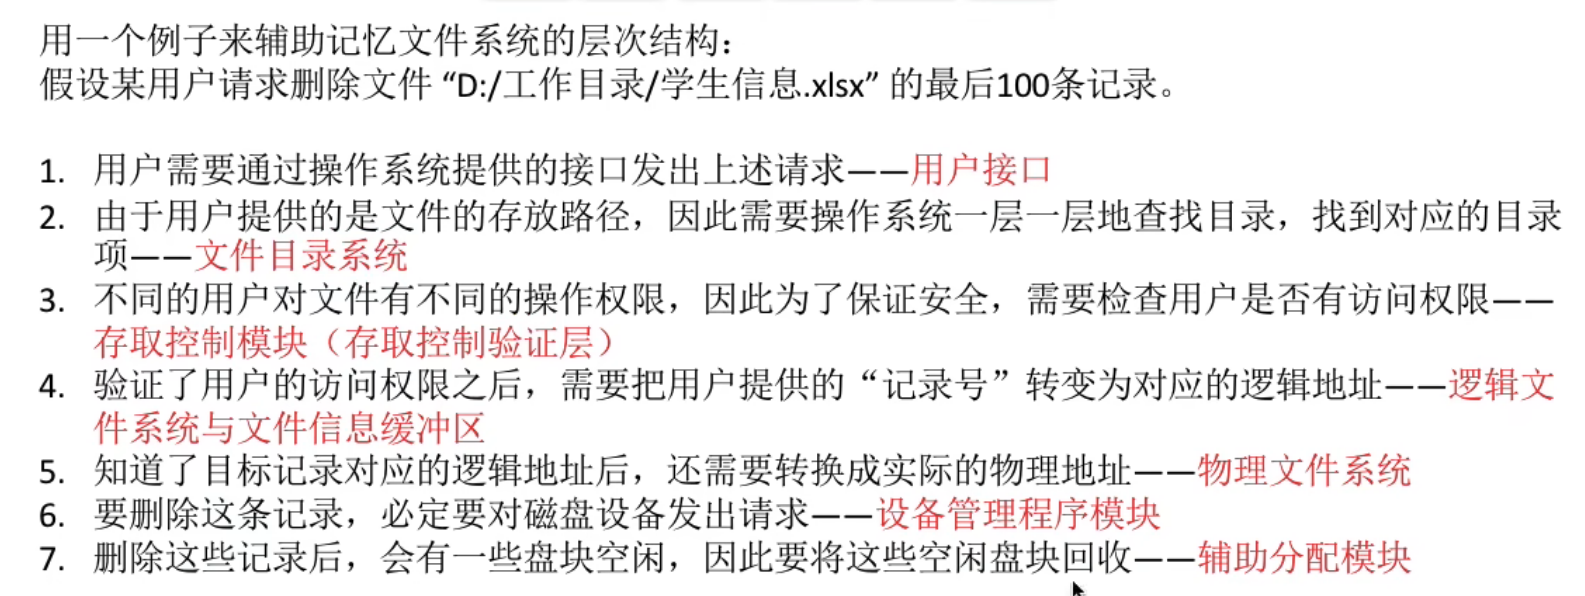 用一个例子来辅助记忆文件系统的层次结构：
假设某用户请求删除文件 “D:/工作目录/学生信息.xlsx” 的最后100条记录。
1. 用户需要通过操作系统提供的接口发出上述请求——用户接口
2. 由于用户提供的是文件的存放路径，因此需要操作系统一层一层地查找目录，找到对应的目录
项——文件目录系统
3. 不同的用户对文件有不同的操作权限，因此为了保证安全，需要检查用户是否有访问权限——
存取控制模块（存取控制验证层）
4. 验证了用户的访问权限之后，需要把用户提供的“记录号”转变为对应的逻辑地址——逻辑文
件系统与文件信息缓冲区
5. 知道了目标记录对应的逻辑地址后，还需要转换成实际的物理地址——物理文件系统
6. 要删除这条记录，必定要对磁盘设备发出请求——设备管理程序模块
7. 删除这些记录后，会有一些盘块空闲，因此要将这些空闲盘块回收——辅助分配模块